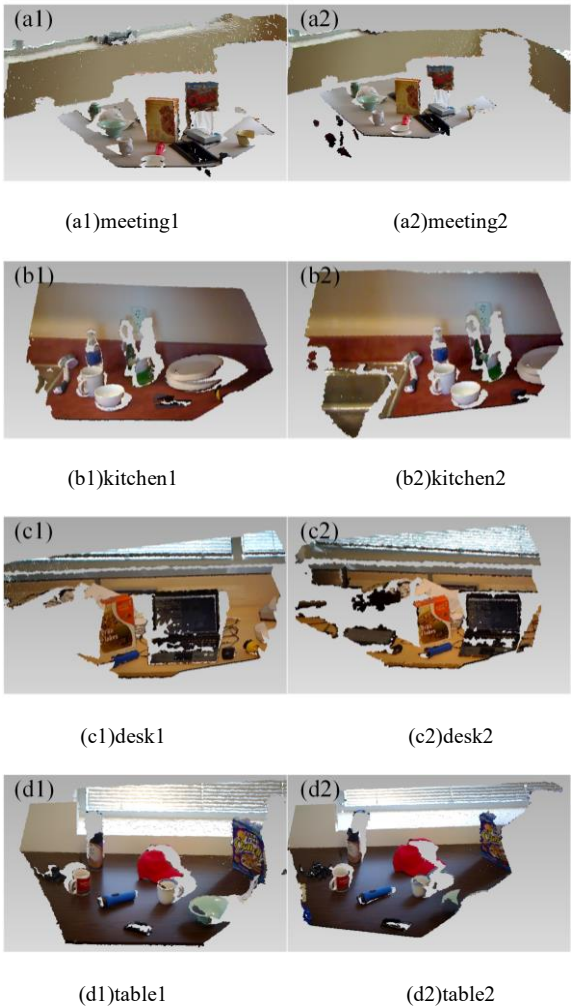 (a1) (a2)
(a1)meeting1 (a2)meeting2
(b1) (b2)
(b1)kitchen1 (b2)kitchen2
(c1) (c2)
(c1)desk1 (c2)desk2
(d1) (d2)
(d1)table1 (d2)table2